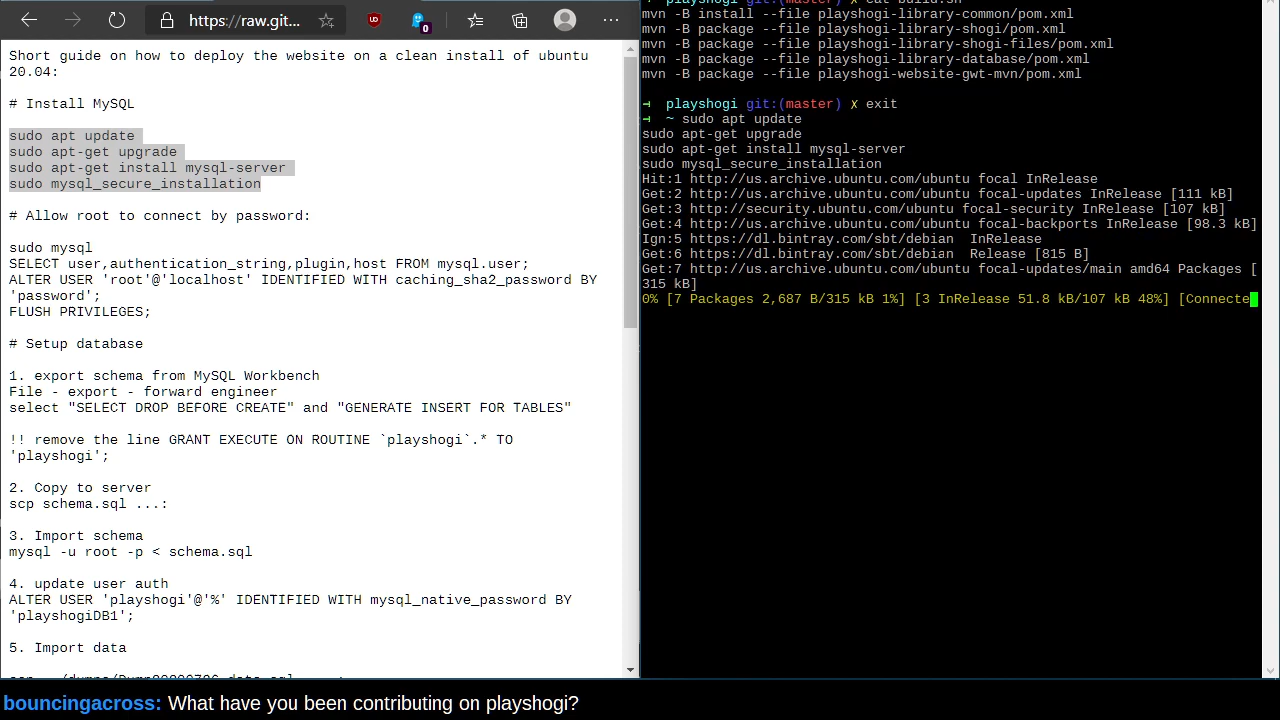 https://raw.git...
0
Short guide on how to deploy the website on a clean install of ubuntu
20.04:
# Install MySQL
sudo apt update
sudo apt-get upgrade
sudo apt-get install mysql-server
sudo mysql_secure_installation
# Allow root to connect by password:
sudo mysql
SELECT user,authentication_string,plugin,host FROM mysql.user;
ALTER USER 'root'@'localhost' IDENTIFIED WITH caching_sha2_password BY
'password';
FLUSH PRIVILEGES;
# Setup database
1. export schema from MySQL Workbench
File - export - forward engineer
select "SELECT DROP BEFORE CREATE" and "GENERATE INSERT FOR TABLES"
!! remove the line GRANT EXECUTE ON ROUTINE `playshogi`.* TO
'playshogi';
2. Copy to server
scp schema.sql ...:
3. Import schema
mysql -u root -p < schema.sql
4. update user auth
ALTER USER 'playshogi'@'%' IDENTIFIED WITH mysql_native_password BY
'playshogiDB1';
5. Import data
mvn -B install --file playshogi-library-common/pom.xml
mvn -B package --file playshogi-library-shogi/pom.xml
mvn -B package --file playshogi-library-shogi-files/pom.xml
mvn -B package --file playshogi-library-database/pom.xml
mvn -B package --file playshogi-website-gwt-mvn/pom.xml
→ playshogi git:(master) ✗ exit
→ ~ sudo apt update
sudo apt-get upgrade
sudo apt-get install mysql-server
sudo mysql_secure_installation
Hit:1 http://us.archive.ubuntu.com/ubuntu focal InRelease
Get:2 http://us.archive.ubuntu.com/ubuntu focal-updates InRelease [111 kB]
Get:3 http://security.ubuntu.com/ubuntu focal-security InRelease [107 kB]
Get:4 http://us.archive.ubuntu.com/ubuntu focal-backports InRelease [98.3 kB]
Ign:5 https://dl.bintray.com/sbt/debian  InRelease
Get:6 https://dl.bintray.com/sbt/debian  Release [815 B]
Get:7 http://us.archive.ubuntu.com/ubuntu focal-updates/main amd64 Packages [
315 kB]
0% [7 Packages 2,687 B/315 kB 1%] [3 InRelease 51.8 kB/107 kB 48%] [Connecte
bouncingacross: What have you been contributing on playshogi?